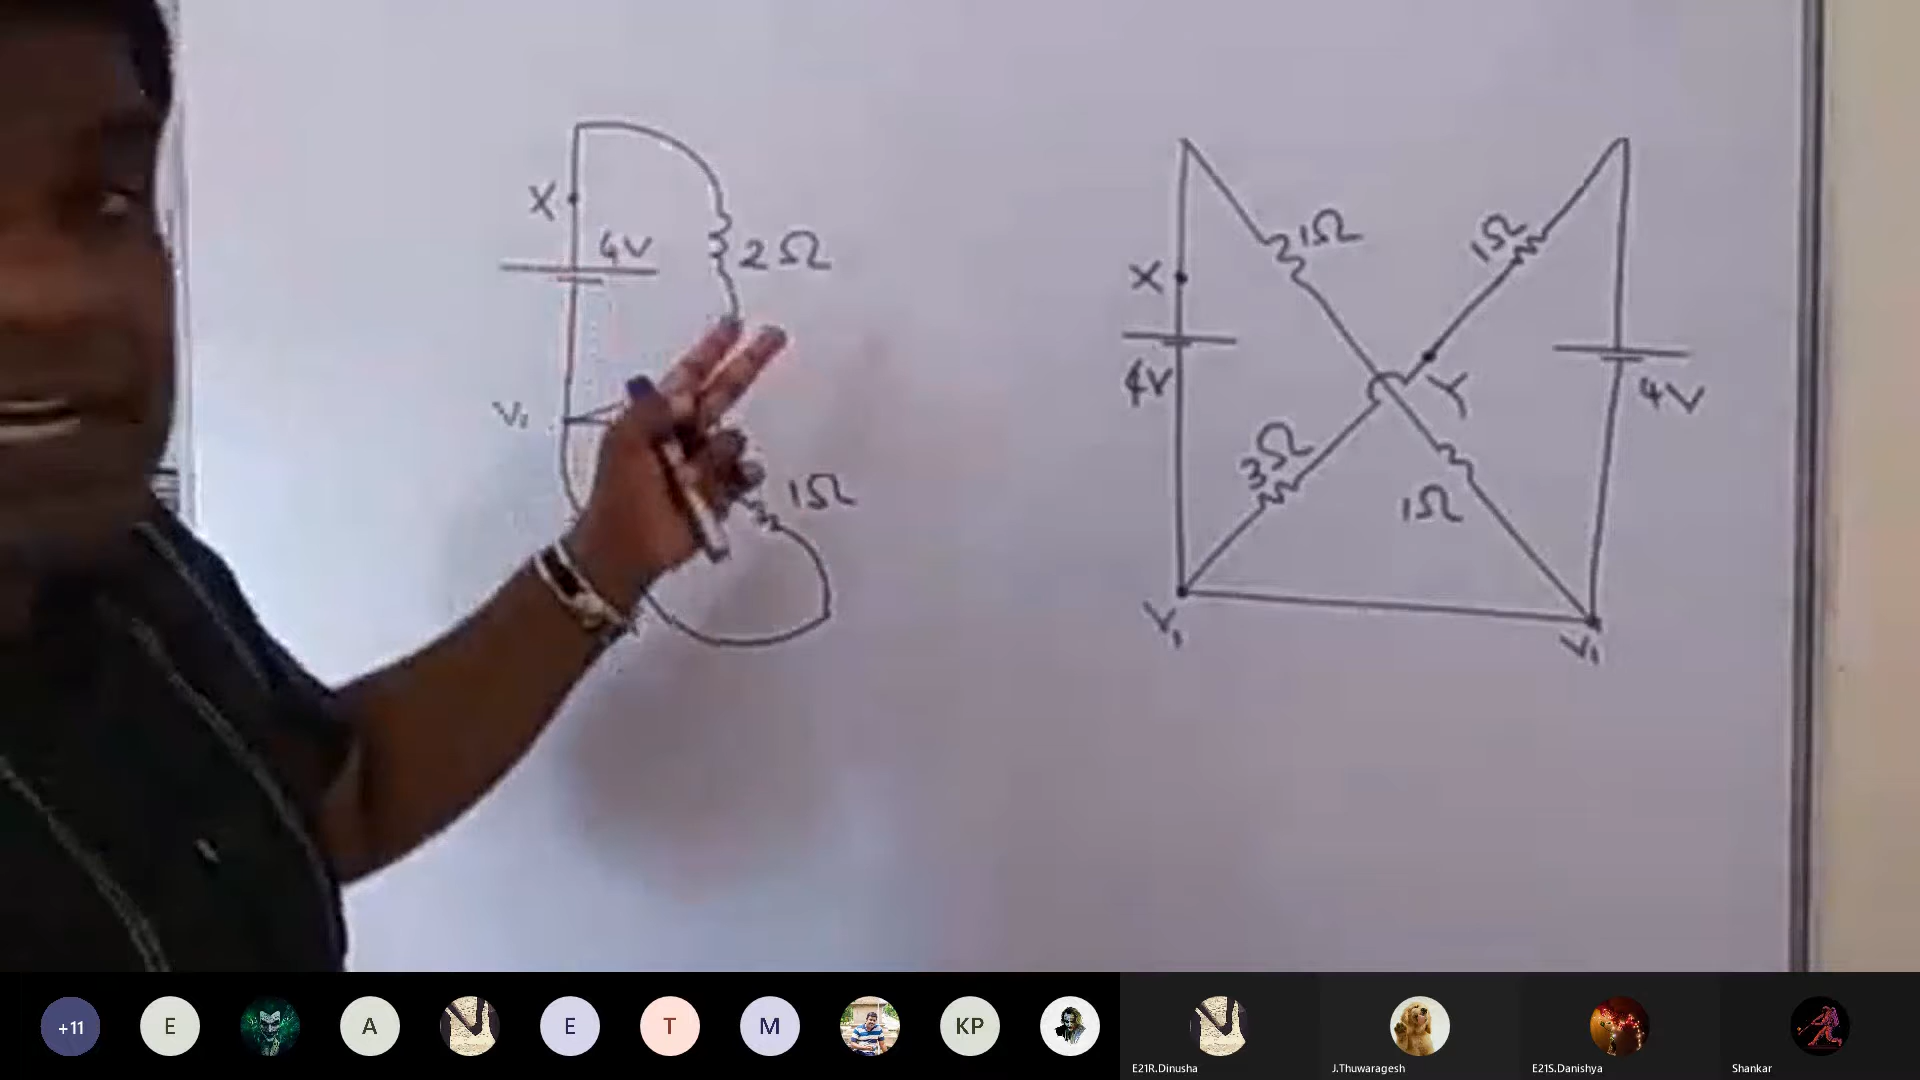 X
4V
2Ω
V₁
1Ω
1Ω
1Ω
X
4V
Y
4V
3Ω
1Ω
V₁
V₁
+11
E
A
E
T
M
KP
E21R.Dinusha
J.Thuwaragesh
E21S.Danishya
Shankar